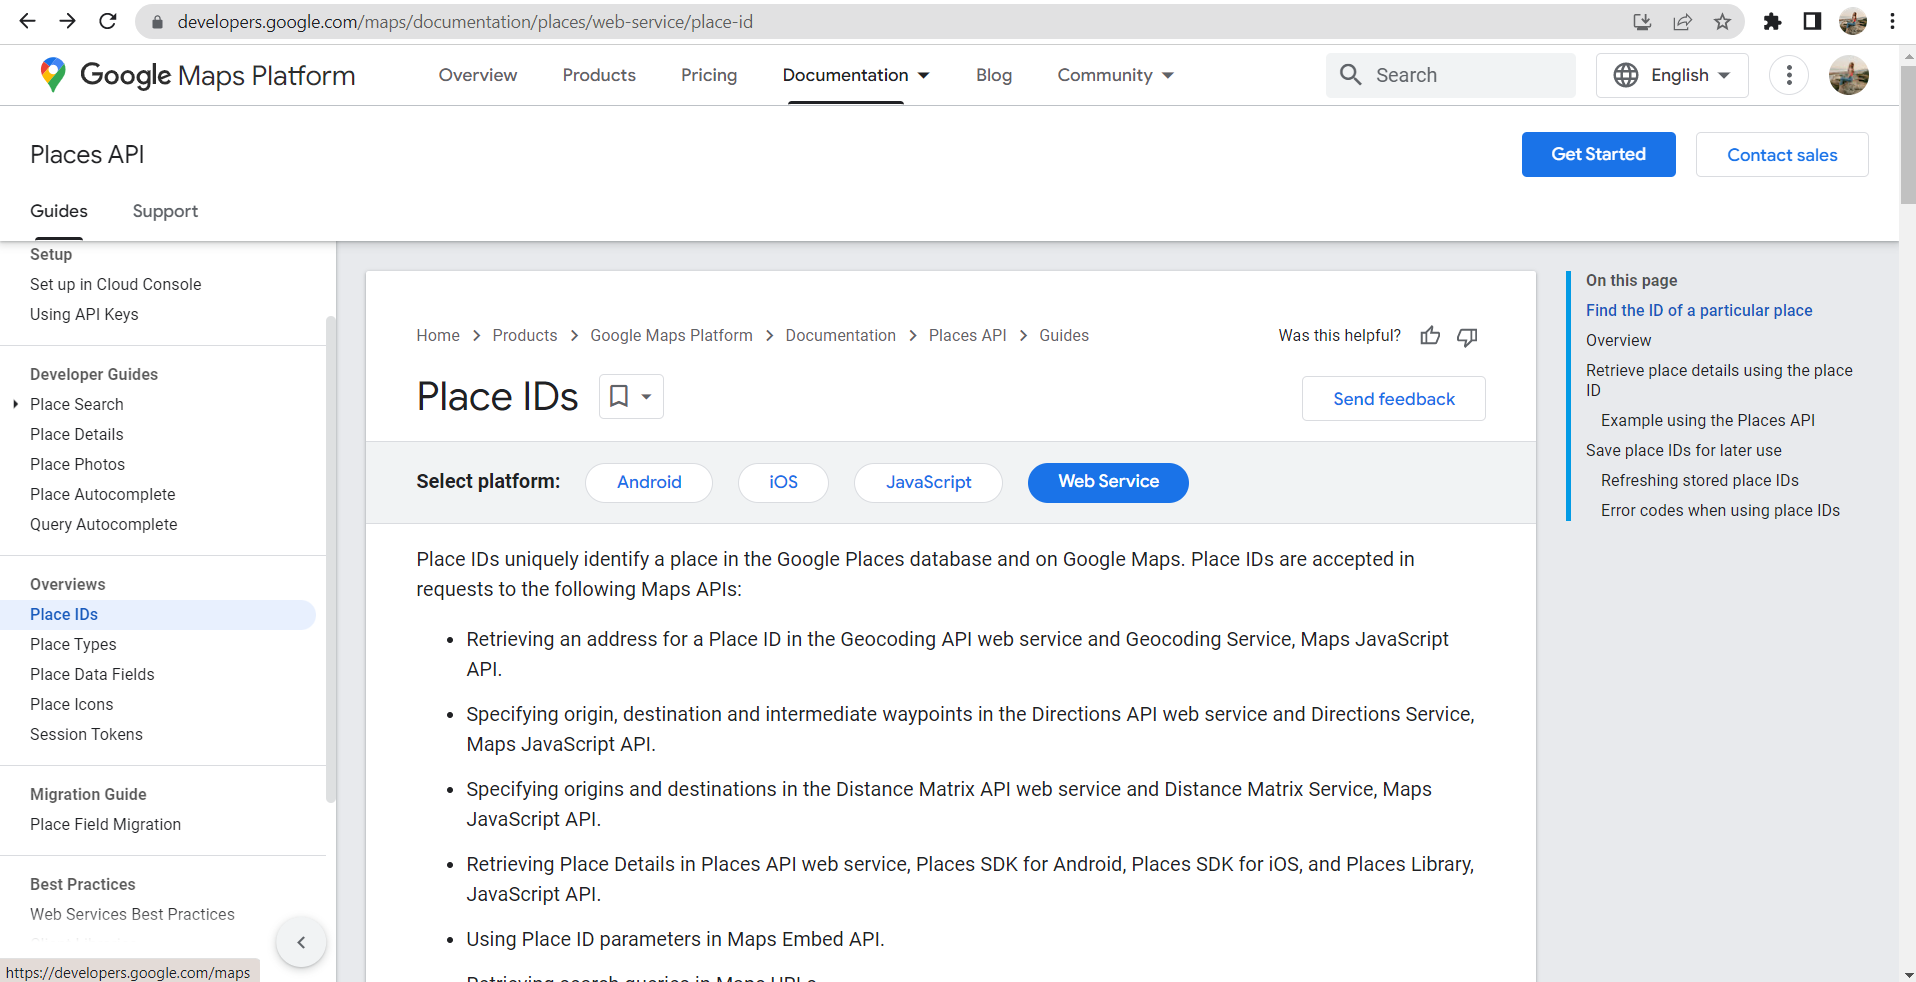 developers.google.com/maps/documentation/places/web-service/place-id
Google Maps Platform
Overview
Products
Pricing
Documentation
Blog
Community
Search
English
Places API
Get Started
Contact sales
Guides
Support
Setup
Set up in Cloud Console
Using API Keys
Developer Guides
Place Search
Place Details
Place Photos
Place Autocomplete
Query Autocomplete
Overviews
Place IDs
Place Types
Place Data Fields
Place Icons
Session Tokens
Migration Guide
Place Field Migration
Best Practices
Web Services Best Practices
https://developers.google.com/maps
Home
Products
Google Maps Platform
Documentation
Places API
Guides
Was this helpful?
Place IDs
Send feedback
Select platform:
Android
iOS
JavaScript
Web Service
Place IDs uniquely identify a place in the Google Places database and on Google Maps. Place IDs are accepted in
requests to the following Maps APIs:
• Retrieving an address for a Place ID in the Geocoding API web service and Geocoding Service, Maps JavaScript
API.
• Specifying origin, destination and intermediate waypoints in the Directions API web service and Directions Service,
Maps JavaScript API.
• Specifying origins and destinations in the Distance Matrix API web service and Distance Matrix Service, Maps
JavaScript API.
• Retrieving Place Details in Places API web service, Places SDK for Android, Places SDK for iOS, and Places Library,
JavaScript API.
• Using Place ID parameters in Maps Embed API.
Retrieving search queries in Maps URLs
On this page
Find the ID of a particular place
Overview
Retrieve place details using the place
ID
Example using the Places API
Save place IDs for later use
Refreshing stored place IDs
Error codes when using place IDs